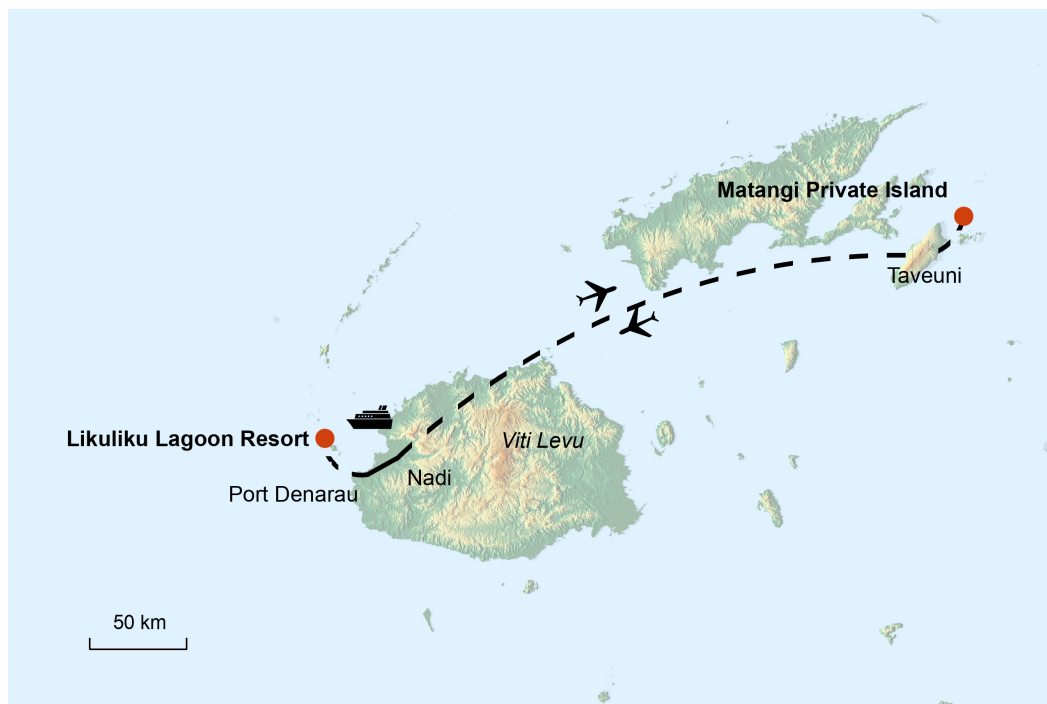 Matangi Private Island
Taveuni
Likuliku Lagoon Resort
Viti Levu
Nadi
Port Denarau
50 km